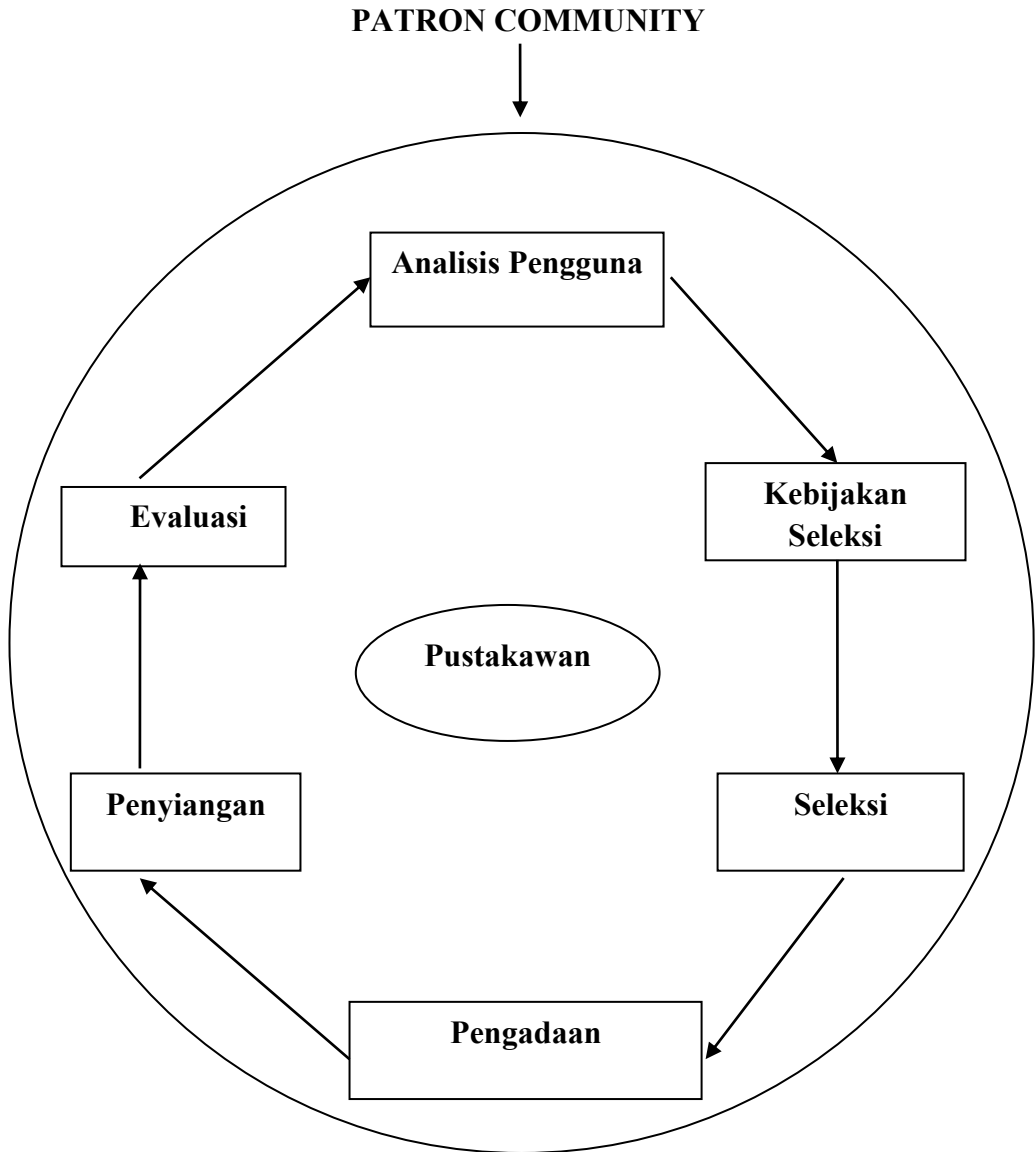 PATRON COMMUNITY
Analisis Pengguna
Evaluasi
Kebijakan
Seleksi
Pustakawan
Penyiangan
Seleksi
Pengadaan